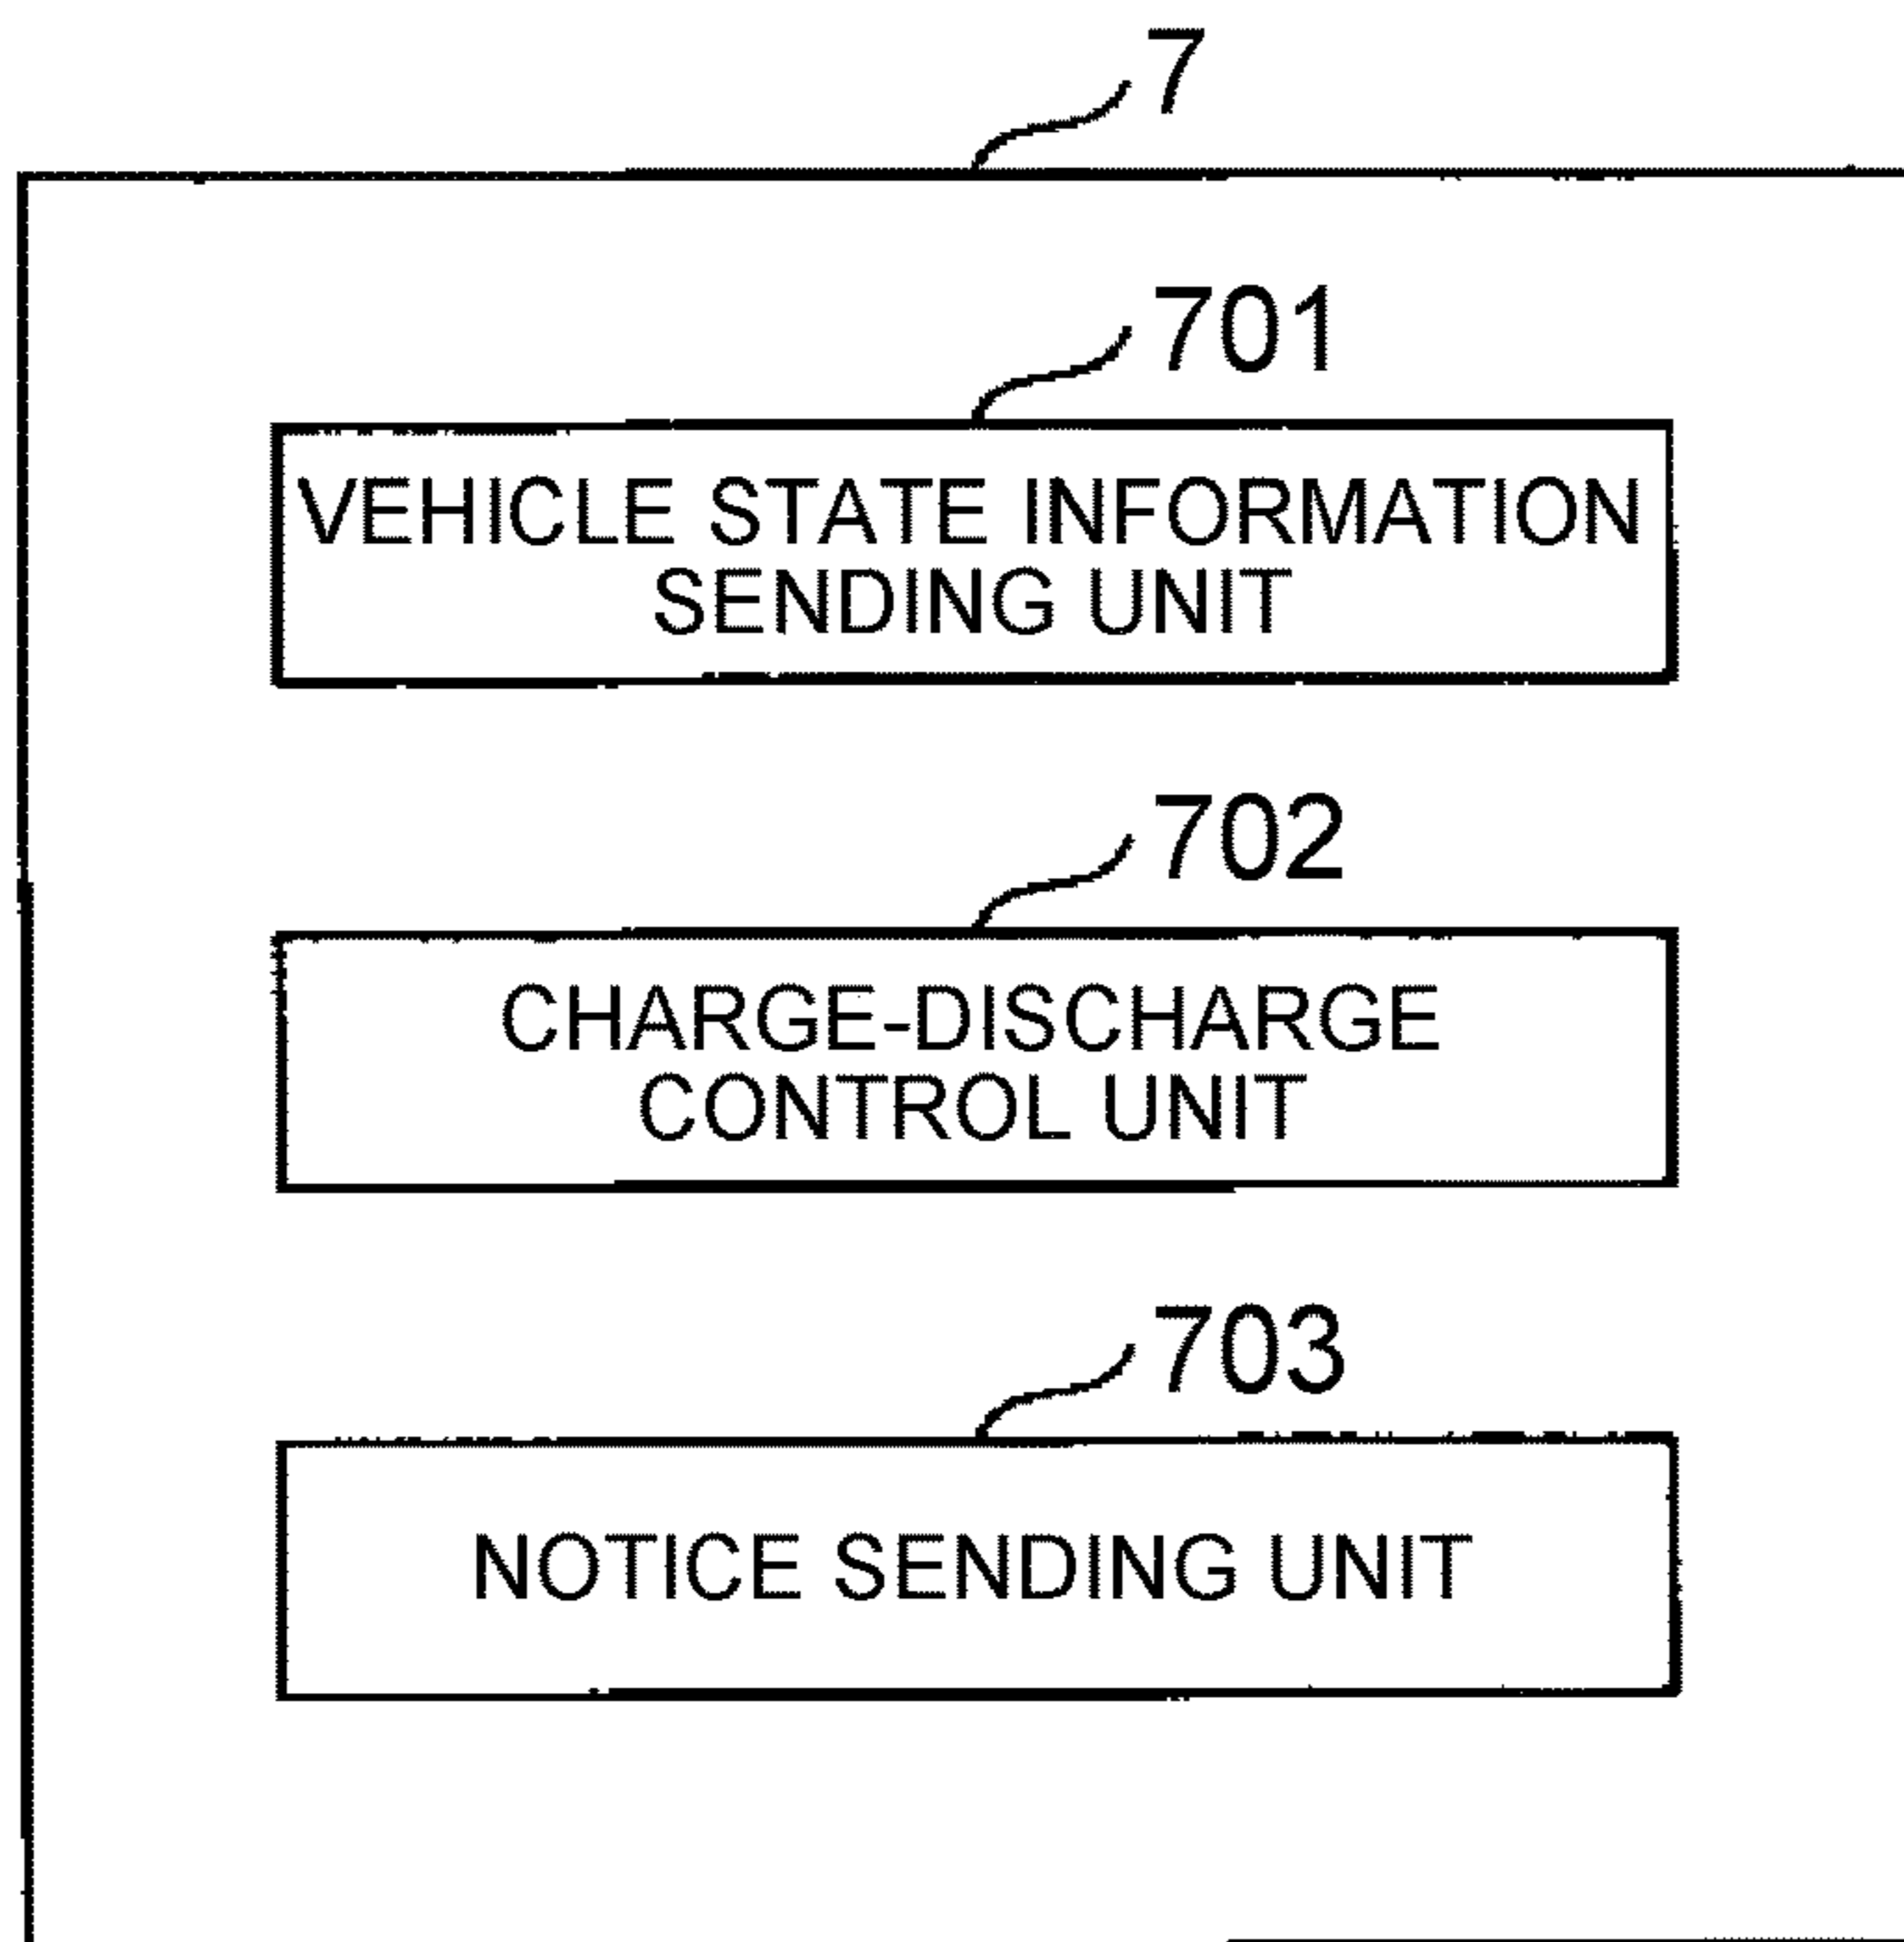 7
701
VEHICLE STATE INFORMATION
SENDING UNIT
702
CHARGE-DISCHARGE
CONTROL UNIT
703
NOTICE SENDING UNIT